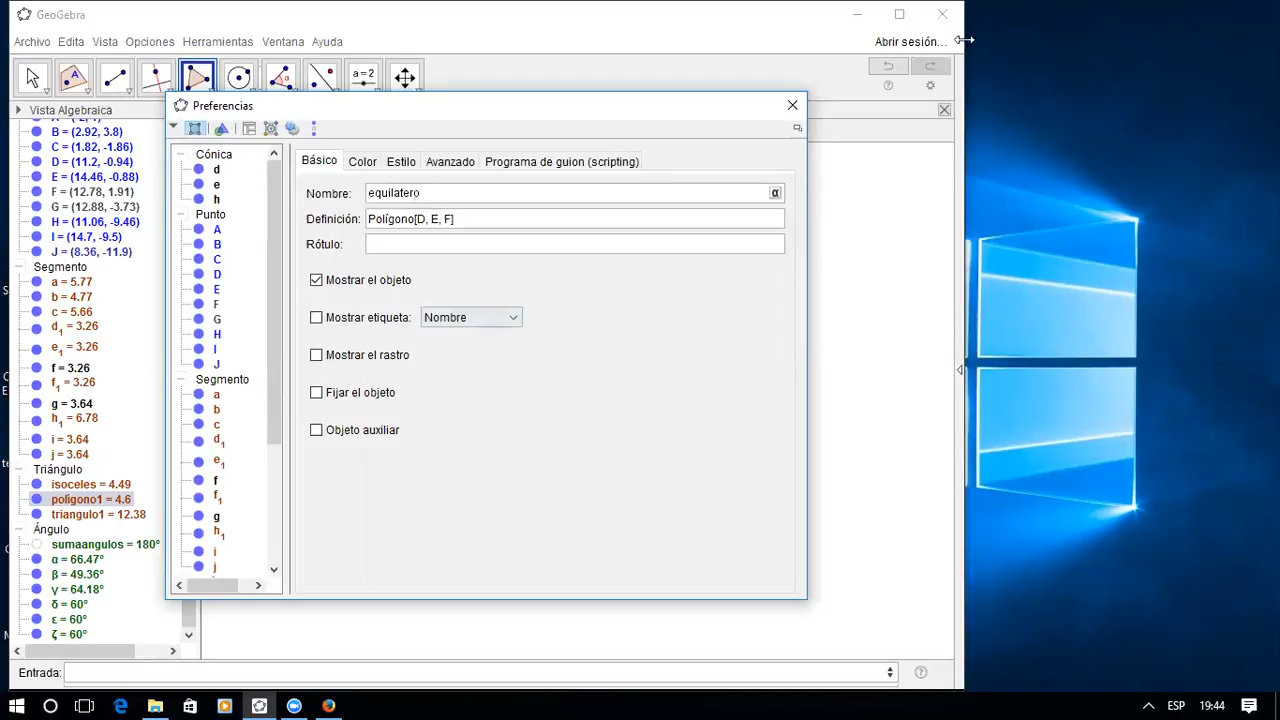 GeoGebra
Archivo Edita Vista Opciones Herramientas Ventana Ayuda
Abrir sesión...
A
α
a=2
Vista Algebraica
B = (2.92, 3.8)
C = (1.82, -1.86)
D = (11.2, -0.94)
E = (14.46, -0.88)
F = (12.78, 1.91)
G = (12.88, -3.73)
H = (11.06, -9.46)
I = (14.7, -9.5)
J = (8.36, -11.9)
Segmento
a = 5.77
b = 4.77
c = 5.66
d1 = 3.26
e1 = 3.26
f = 3.26
f1 = 3.26
g = 3.64
h1 = 6.78
i = 3.64
j = 3.64
Triángulo
isoceles = 4.49
polígono1 = 4.6
triangulo1 = 12.38
Ángulo
sumaangulos = 180°
α = 66.47°
β = 49.36°
γ = 64.18°
δ = 60°
ε = 60°
ζ = 60°
Preferencias
Cónica
d
e
h
Punto
A
B
C
D
E
F
G
H
I
J
Segmento
a
b
c
d1
e1
f
f1
g
h1
i
j
Básico Color Estilo Avanzado Programa de guion (scripting)
Nombre: equilatero α
Definición: Polígono[D, E, F]
Rótulo:
Mostrar el objeto
Mostrar etiqueta: Nombre
Mostrar el rastro
Fijar el objeto
Objeto auxiliar
Entrada:
ESP 19:44